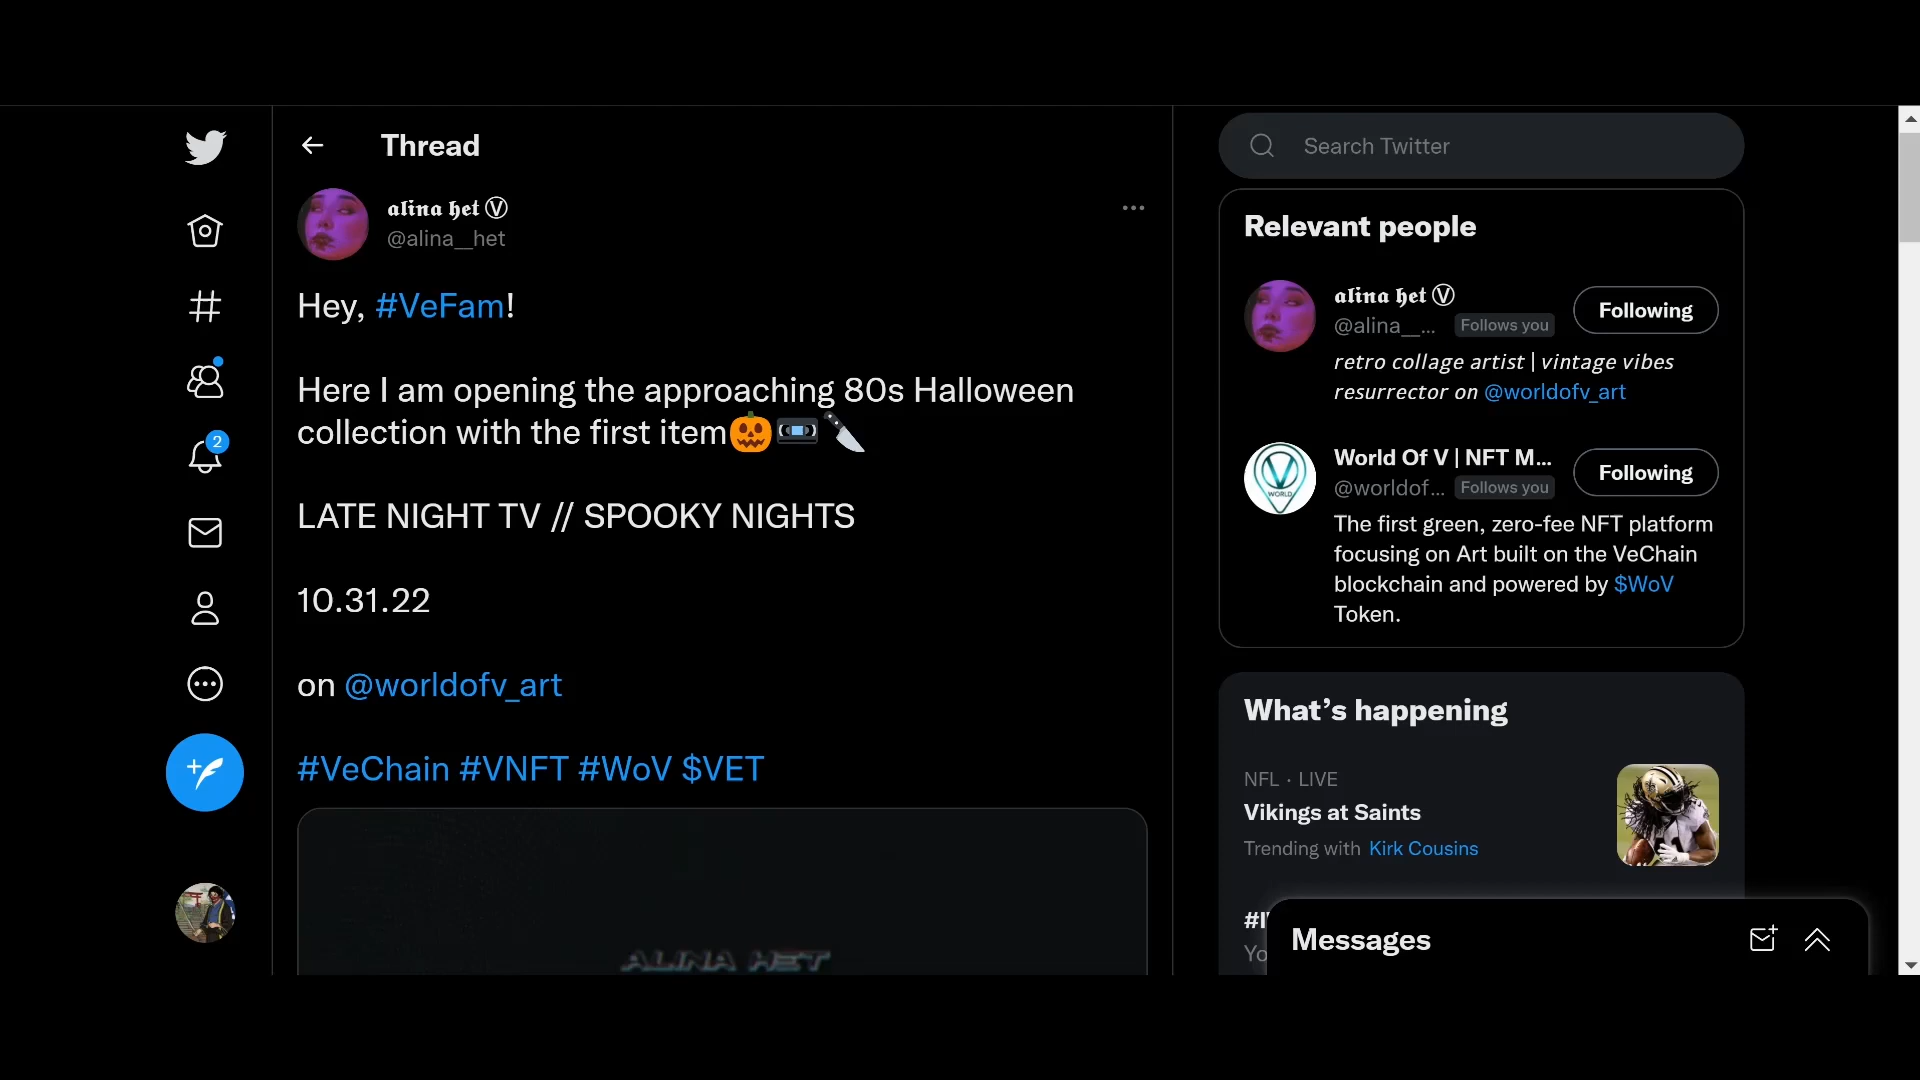 Thread
Search Twitter
𝖆𝖑𝖎𝖓𝖆 𝖍𝖊𝖙 Ⓥ
@alina__het
Hey, #VeFam!
Here I am opening the approaching 80s Halloween
collection with the first item🎃📼🔪
LATE NIGHT TV // SPOOKY NIGHTS
10.31.22
on @worldofv_art
#VeChain #VNFT #WoV $VET
ALINA HET
Relevant people
𝖆𝖑𝖎𝖓𝖆 𝖍𝖊𝖙 Ⓥ
Following
@alina__... Follows you
retro collage artist | vintage vibes
resurrector on @worldofv_art
World Of V | NFT M...
Following
@worldof... Follows you
The first green, zero-fee NFT platform
focusing on Art built on the VeChain
blockchain and powered by $WoV
Token.
V
WORLD
What's happening
NFL · LIVE
Vikings at Saints
Trending with Kirk Cousins
Messages
2